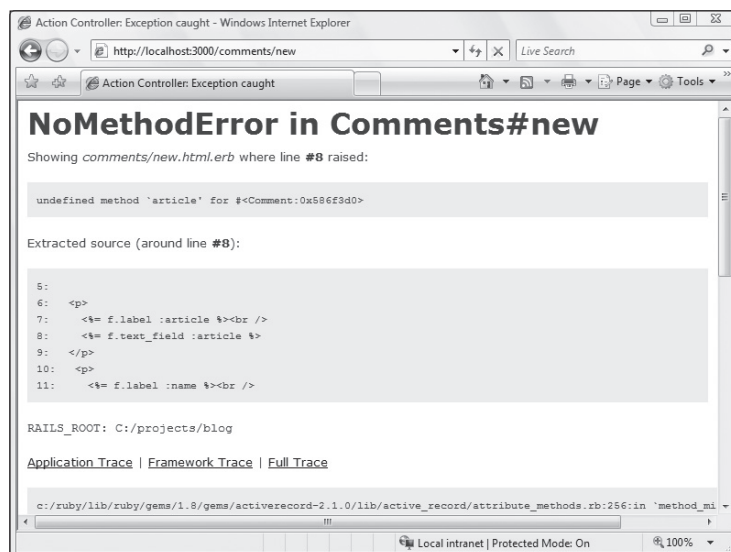 Action Controller: Exception caught - Windows Internet Explorer
http://localhost:3000/comments/new
Live Search
Action Controller: Exception caught
Page
Tools
NoMethodError in Comments#new
Showing comments/new.html.erb where line #8 raised:
undefined method `article' for #<Comment:0x586f3d0>
Extracted source (around line #8):
5:
6: <p>
7: <%= f.label :article %><br />
8: <%= f.text_field :article %>
9: </p>
10: <p>
11: <%= f.label :name %><br />
RAILS_ROOT: C:/projects/blog
Application Trace | Framework Trace | Full Trace
c:/ruby/lib/ruby/gems/1.8/gems/activerecord-2.1.0/lib/active_record/attribute_methods.rb:256:in `method_mi
Local intranet | Protected Mode: On
100%